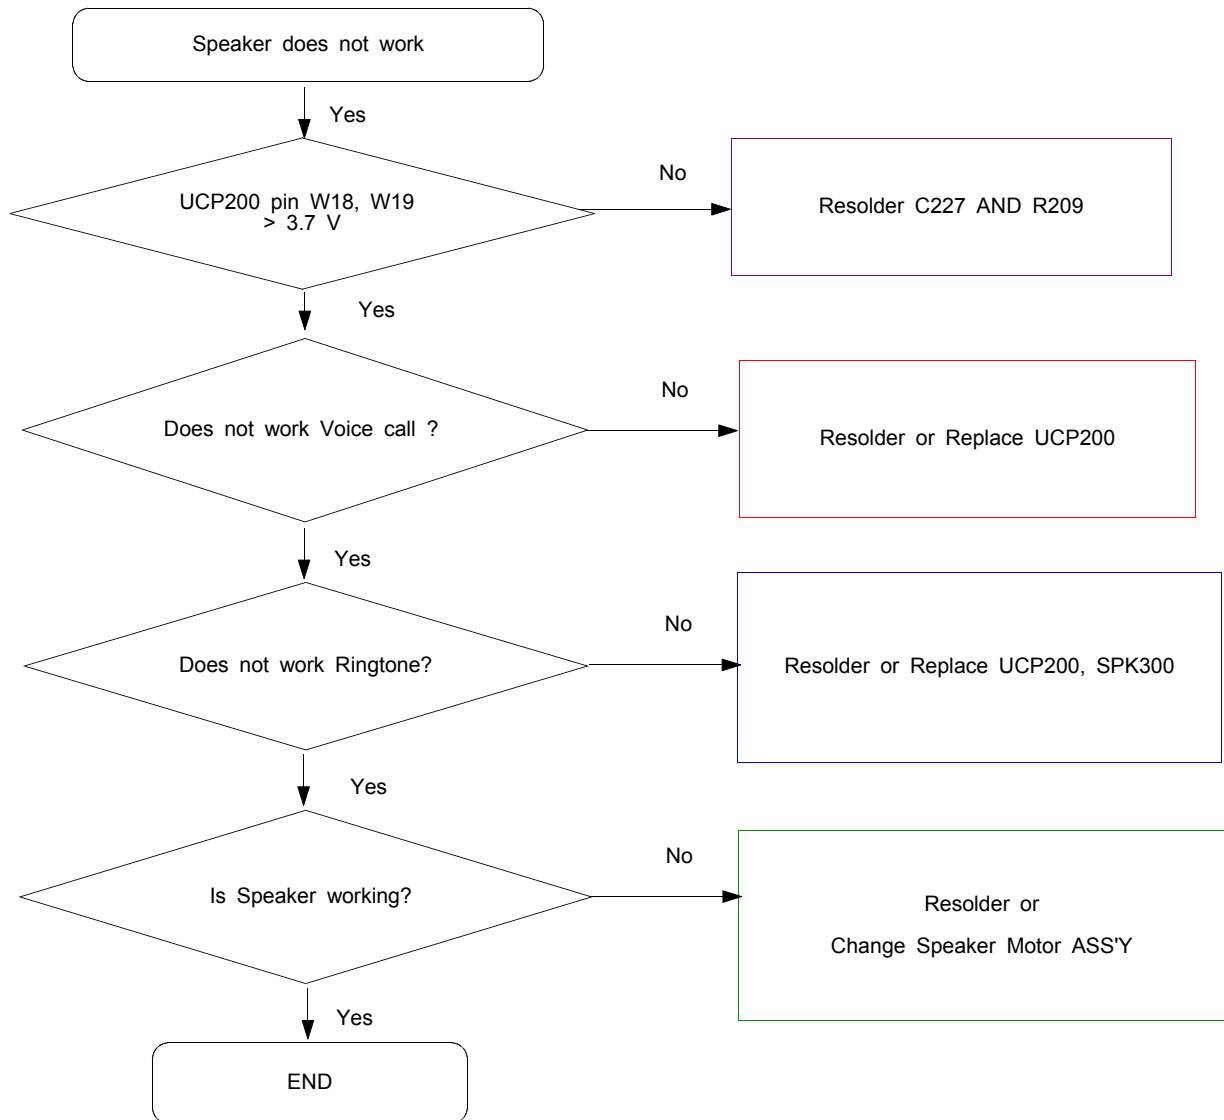 Speaker does not work
Yes
UCP200 pin W18, W19
> 3.7 V
No
Resolder C227 AND R209
Yes
Does not work Voice call ?
No
Resolder or Replace UCP200
Yes
Does not work Ringtone?
No
Resolder or Replace UCP200, SPK300
Yes
Is Speaker working?
No
Resolder or
Change Speaker Motor ASS'Y
Yes
END